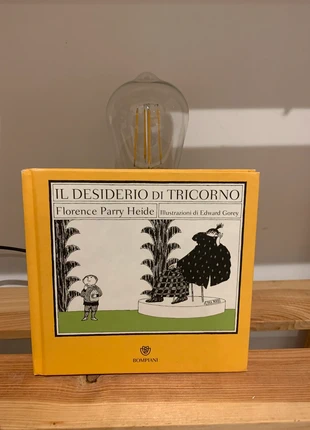 IL DESIDERIO DI TRICORNO
Florence Parry Heide Illustrazioni di Edward Gorey
BOMPIANI